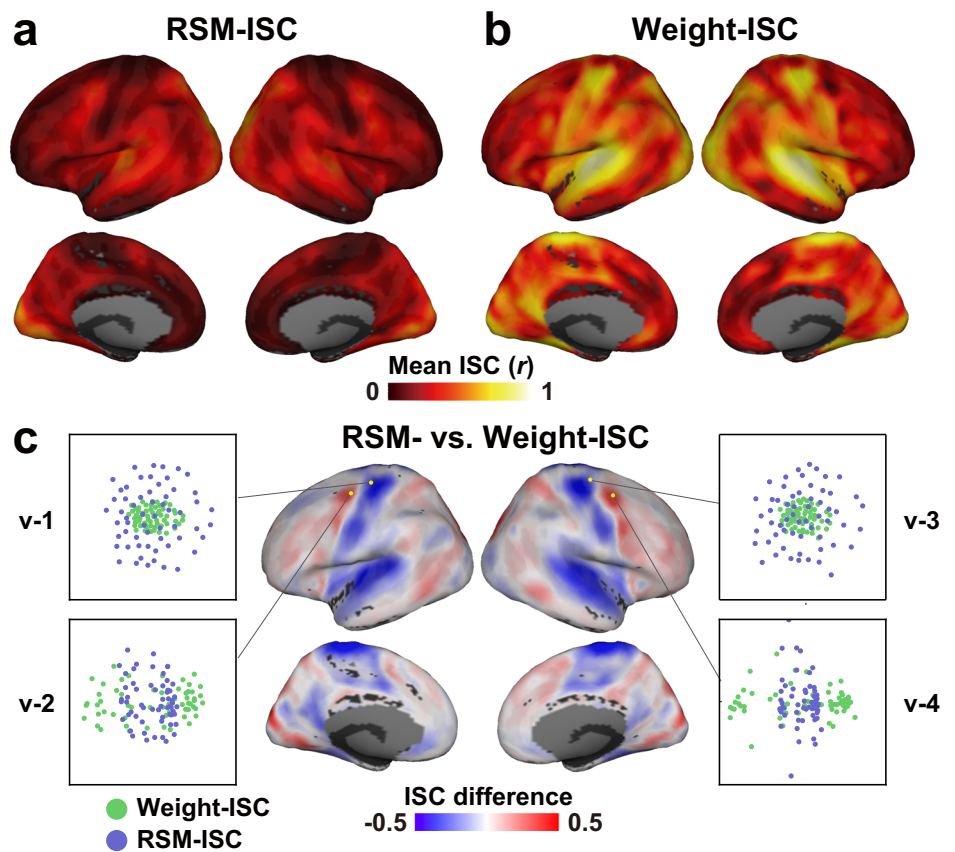 a
RSM-ISC
b
Weight-ISC
Mean ISC (r)
0
1
c
RSM- vs. Weight-ISC
v-1
v-3
v-2
v-4
Weight-ISC
RSM-ISC
ISC difference
-0.5
0.5